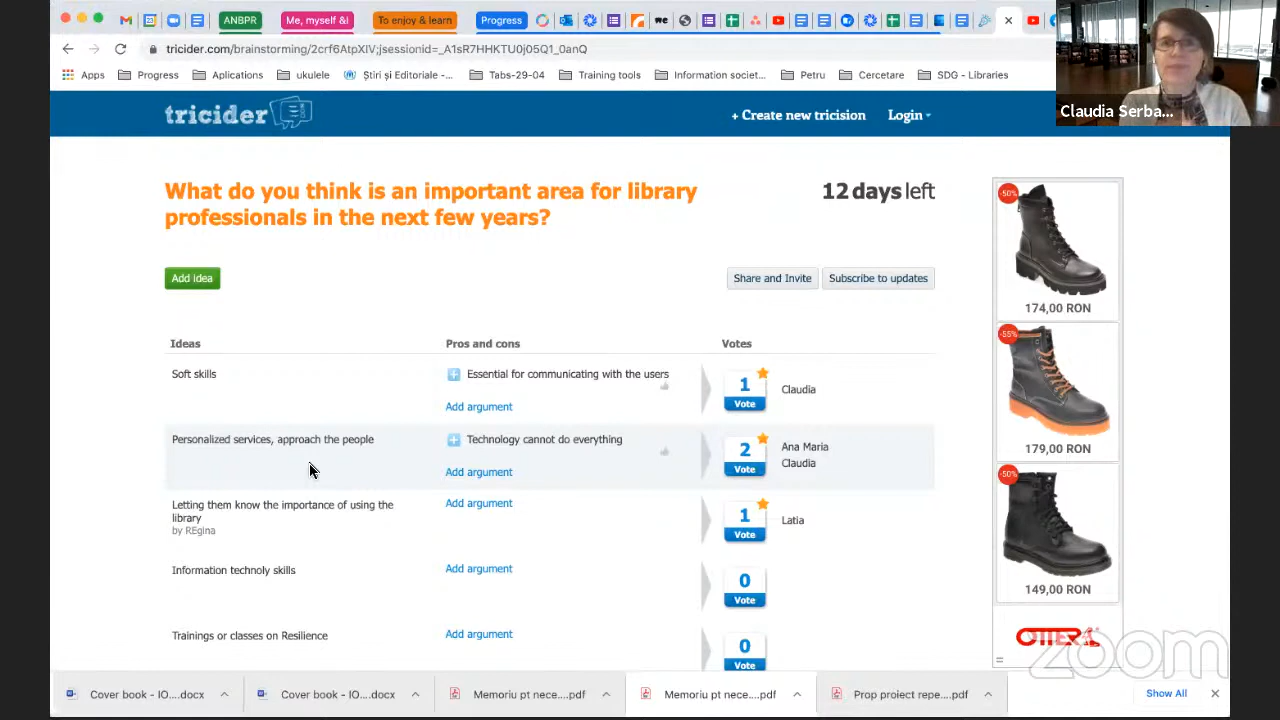 ANBPR
Me, myself &i
To enjoy & learn
Progress
tricider.com/brainstorming/2crf6AtpXIV;jsessionid=_A1sR7HHKTU0j05Q1_0anQ
Apps
Progress
Aplications
ukulele
Știri și Editoriale -...
Tabs-29-04
Training tools
Information societ...
Petru
Cercetare
SDG - Libraries
Claudia Serba...
tricider
+ Create new tricision
Login
What do you think is an important area for library
professionals in the next few years?
12 days left
Add idea
Share and Invite
Subscribe to updates
Ideas
Pros and cons
Votes
Soft skills
Essential for communicating with the users
Add argument
1
Vote
Claudia
Personalized services, approach the people
Technology cannot do everything
Add argument
2
Vote
Ana Maria
Claudia
Letting them know the importance of using the
library
by REgina
Add argument
1
Vote
Latia
Information technoly skills
Add argument
0
Vote
Trainings or classes on Resilience
Add argument
0
Vote
-50%
174,00 RON
-55%
179,00 RON
-50%
149,00 RON
OTTER
zoom
Cover book - IO....docx
Cover book - IO....docx
Memoriu pt nece....pdf
Memoriu pt nece....pdf
Prop proiect repe....pdf
Show All